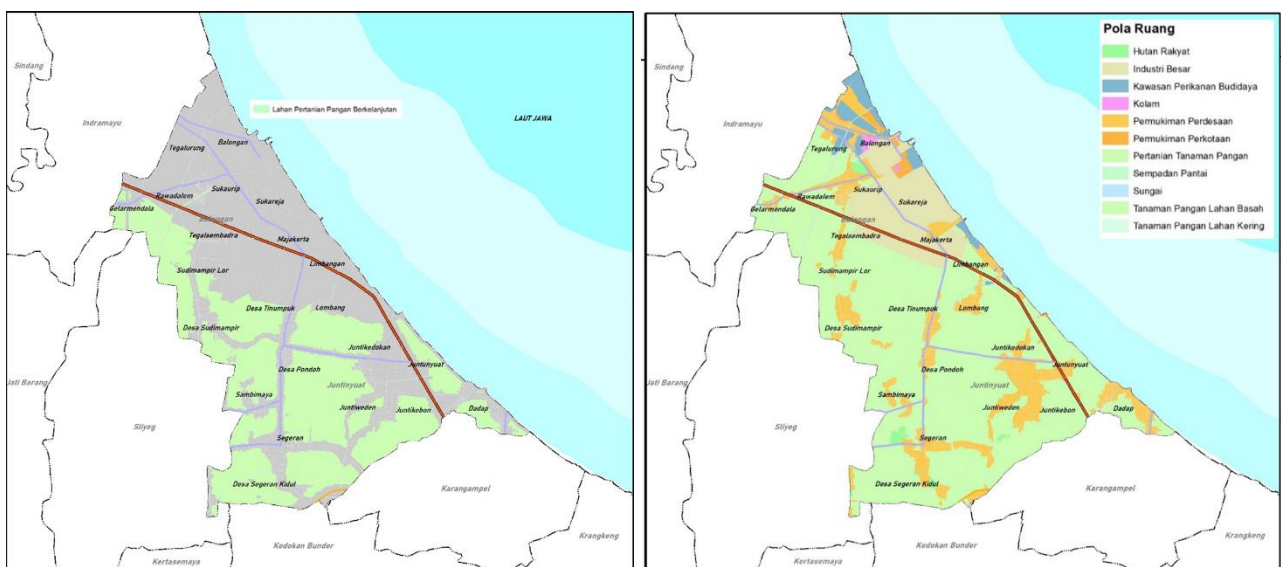 Sindang
Indramayu
Lahan Pertanian Pangan Berkelanjutan
LAUT JAWA
Balongan
Tegalurung
Sukaurip
Rawadalem
Sukareja
Gelarmendala
Balongan
Tegalsembadra
Majakerta
Limbangan
Sudimampir Lor
Desa Tinumpuk
Lombang
Desa Sudimampir
Juntikedokan
Juntunyuat
Desa Pondoh
Jati Barang
Juntinyuat
Sambimaya
Juntiweden
Juntikebon
Dadap
Sliyeg
Segeran
Desa Segeran Kidul
Karangampel
Krangkeng
Kedokan Bunder
Kertasemaya
Pola Ruang
Hutan Rakyat
Industri Besar
Kawasan Perikanan Budidaya
Kolam
Permukiman Perdesaan
Permukiman Perkotaan
Pertanian Tanaman Pangan
Sempadan Pantai
Sungai
Tanaman Pangan Lahan Basah
Tanaman Pangan Lahan Kering
Sindang
Indramayu
Balongan
Tegalurung
Sukaurip
Rawadalem
Sukareja
Gelarmendala
Balongan
Tegalsembadra
Majakerta
Limbangan
Sudimampir Lor
Desa Tinumpuk
Lombang
Desa Sudimampir
Juntikedokan
Juntunyuat
Desa Pondoh
Jati Barang
Juntinyuat
Sambimaya
Juntiweden
Juntikebon
Dadap
Sliyeg
Segeran
Desa Segeran Kidul
Karangampel
Krangkeng
Kedokan Bunder
Kertasemaya